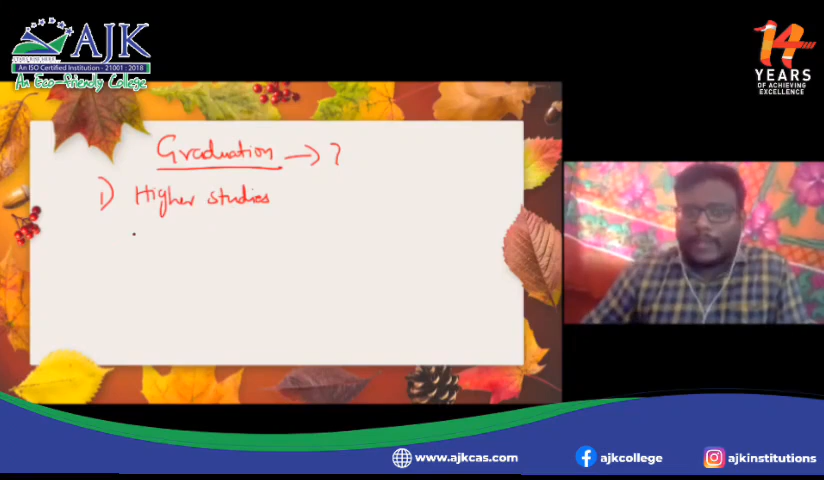 AJK
An ISO Certified Institution - 21001 : 2018
An Eco-friendly College
14
YEARS
OF ACHIEVING
EXCELLENCE
Graduation → ?
1) Higher studies
www.ajkcas.com
ajkcollege
ajkinstitutions